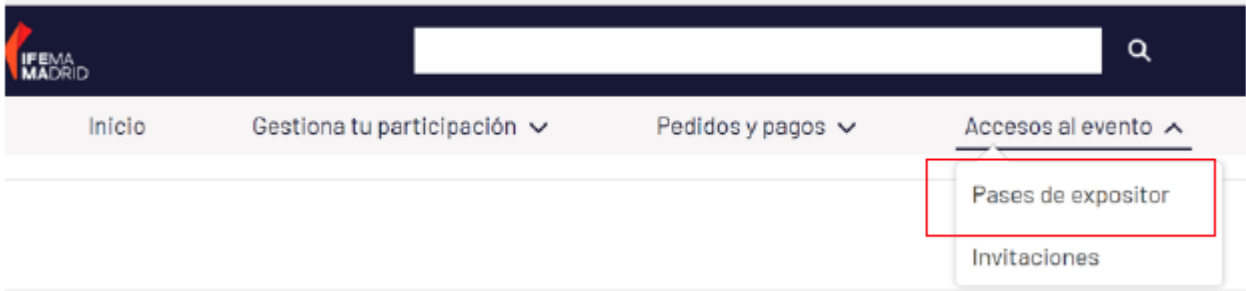 IFEMA
MADRID
Inicio
Gestiona tu participación
Pedidos y pagos
Accesos al evento
Pases de expositor
Invitaciones